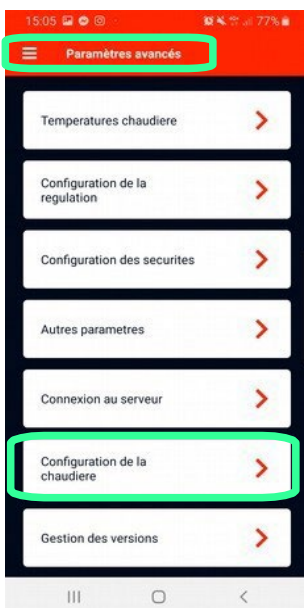 15:05 77%
Paramètres avancés
Temperatures chaudiere
Configuration de la
regulation
Configuration des securites
Autres parametres
Connexion au serveur
Configuration de la
chaudiere
Gestion des versions